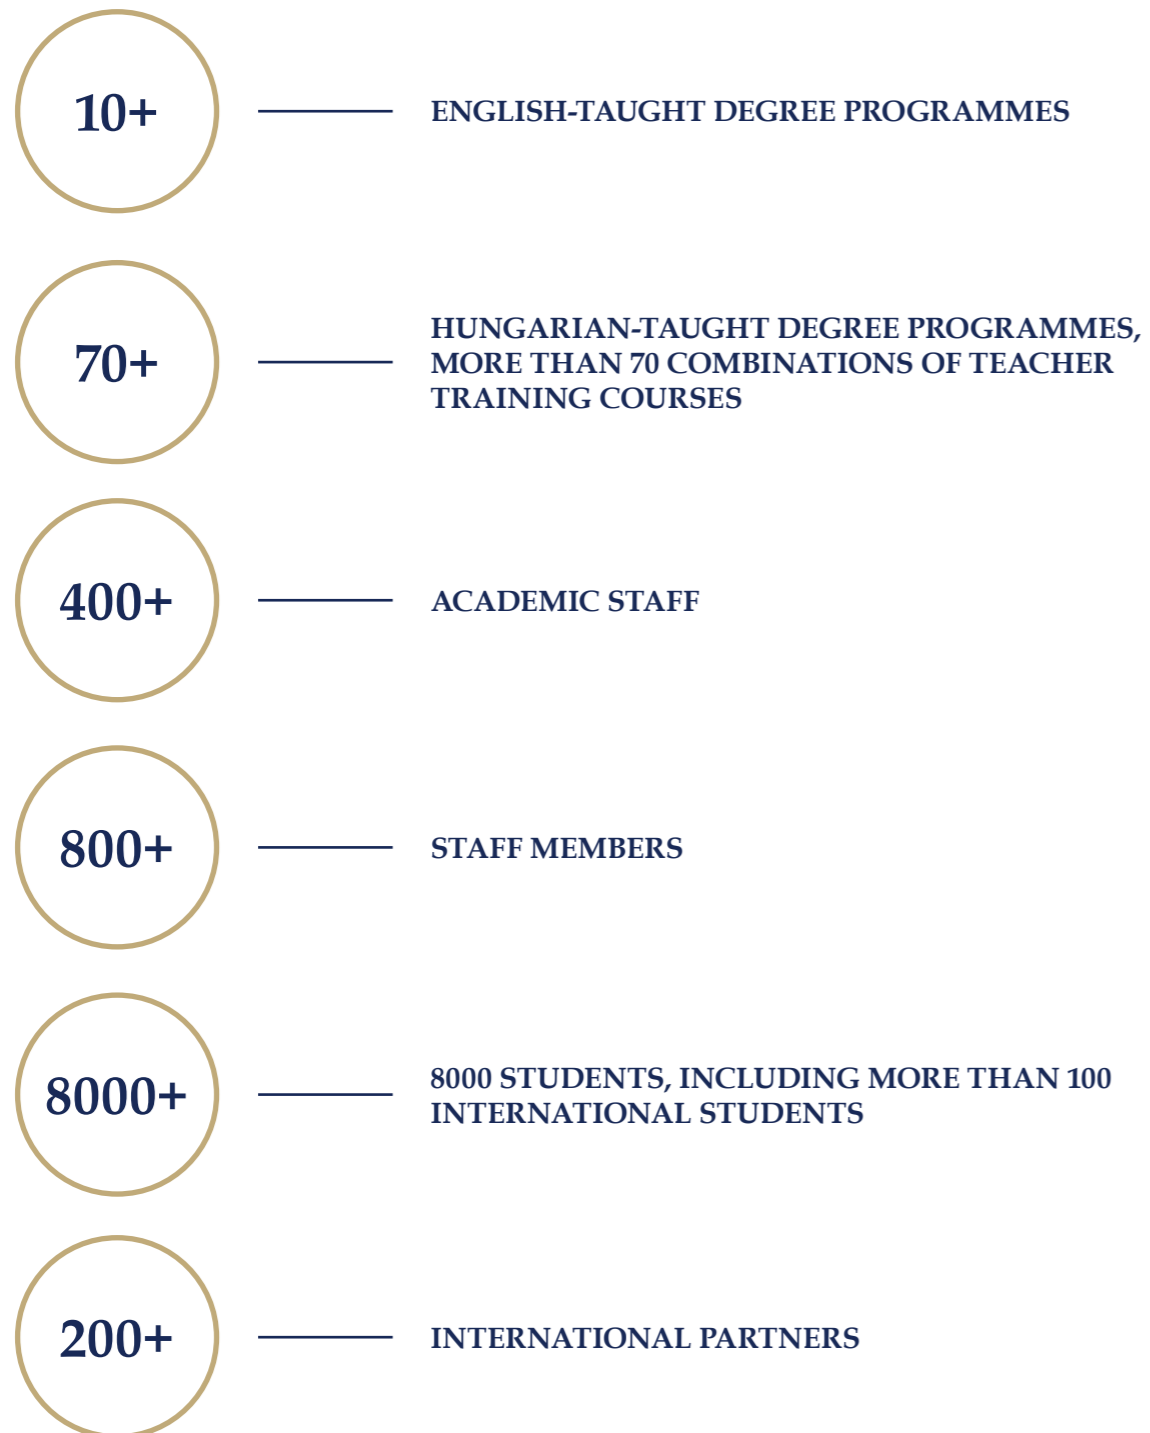 10+
ENGLISH-TAUGHT DEGREE PROGRAMMES
70+
HUNGARIAN-TAUGHT DEGREE PROGRAMMES,
MORE THAN 70 COMBINATIONS OF TEACHER
TRAINING COURSES
400+
ACADEMIC STAFF
800+
STAFF MEMBERS
8000+
8000 STUDENTS, INCLUDING MORE THAN 100
INTERNATIONAL STUDENTS
200+
INTERNATIONAL PARTNERS